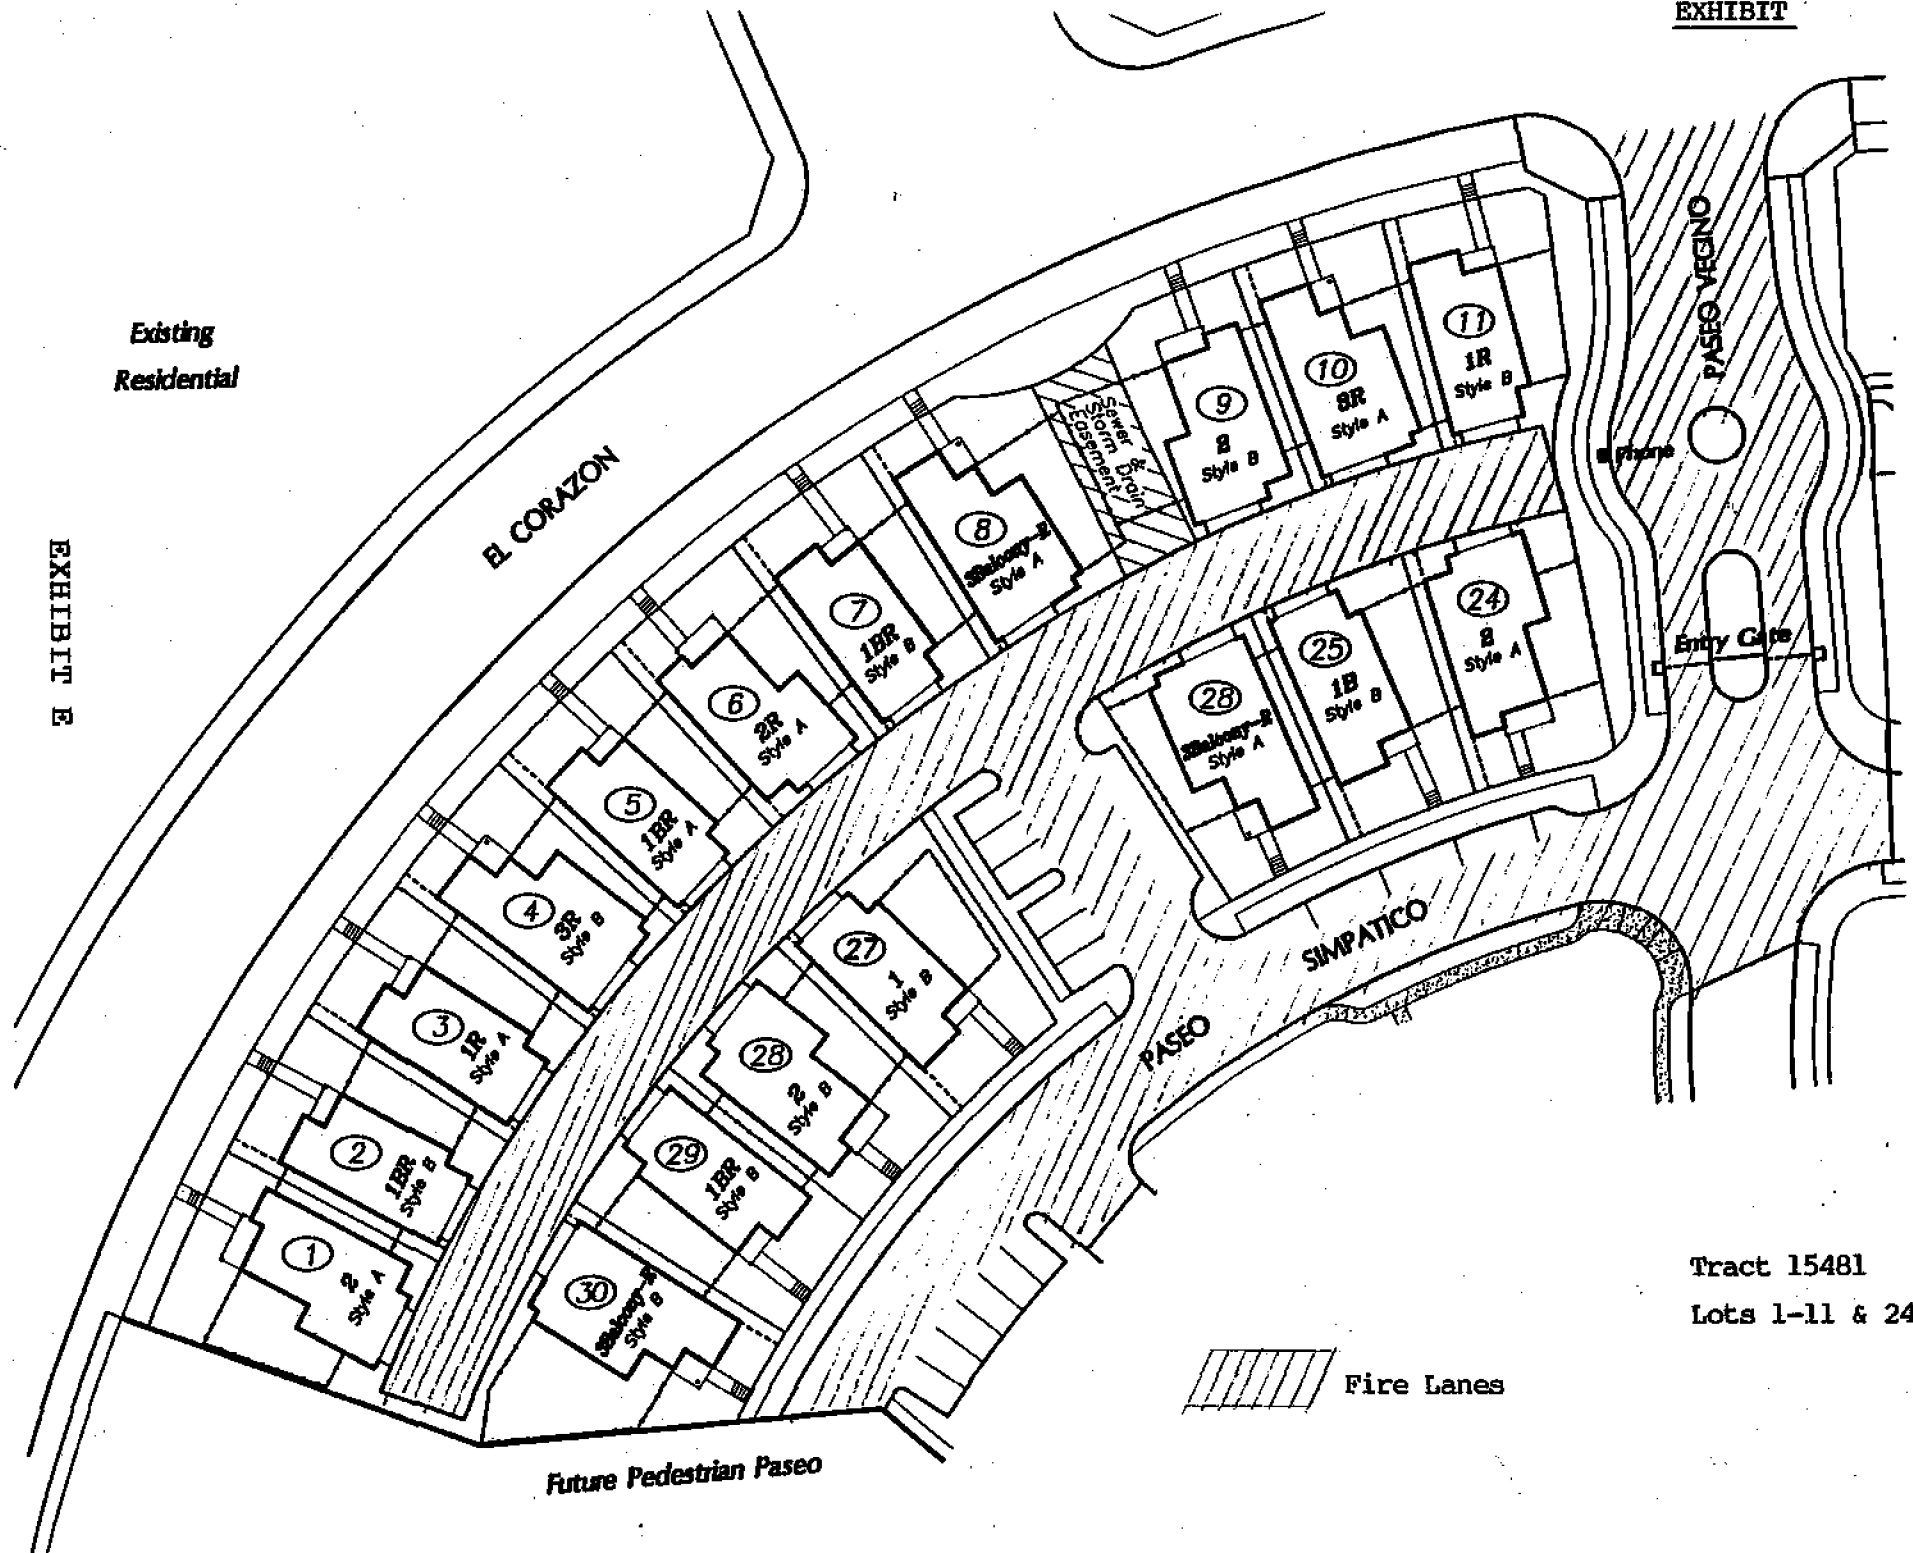 EXHIBIT
Existing
Residential
EXHIBIT E
EL CORAZON
PASEO VECINO
Phone
Entry Gate
Sewer &
Storm Drain
Easement
11
1R
Style B
10
Style A
9
2
Style B
8
3Balcony-R
Style A
7
1BR
Style B
6
2R
Style A
5
1BR
Style A
4
3R
Style B
3
1R
Style A
2
1BR
Style B
1
2
Style A
24
2
Style A
25
1B
Style B
28
3Balcony-R
Style A
27
1
Style B
28
2
Style B
29
1BR
Style B
30
3Balcony-R
Style B
PASEO
SIMPATICO
Tract 15481
Lots 1-11 & 24
Fire Lanes
Future Pedestrian Paseo